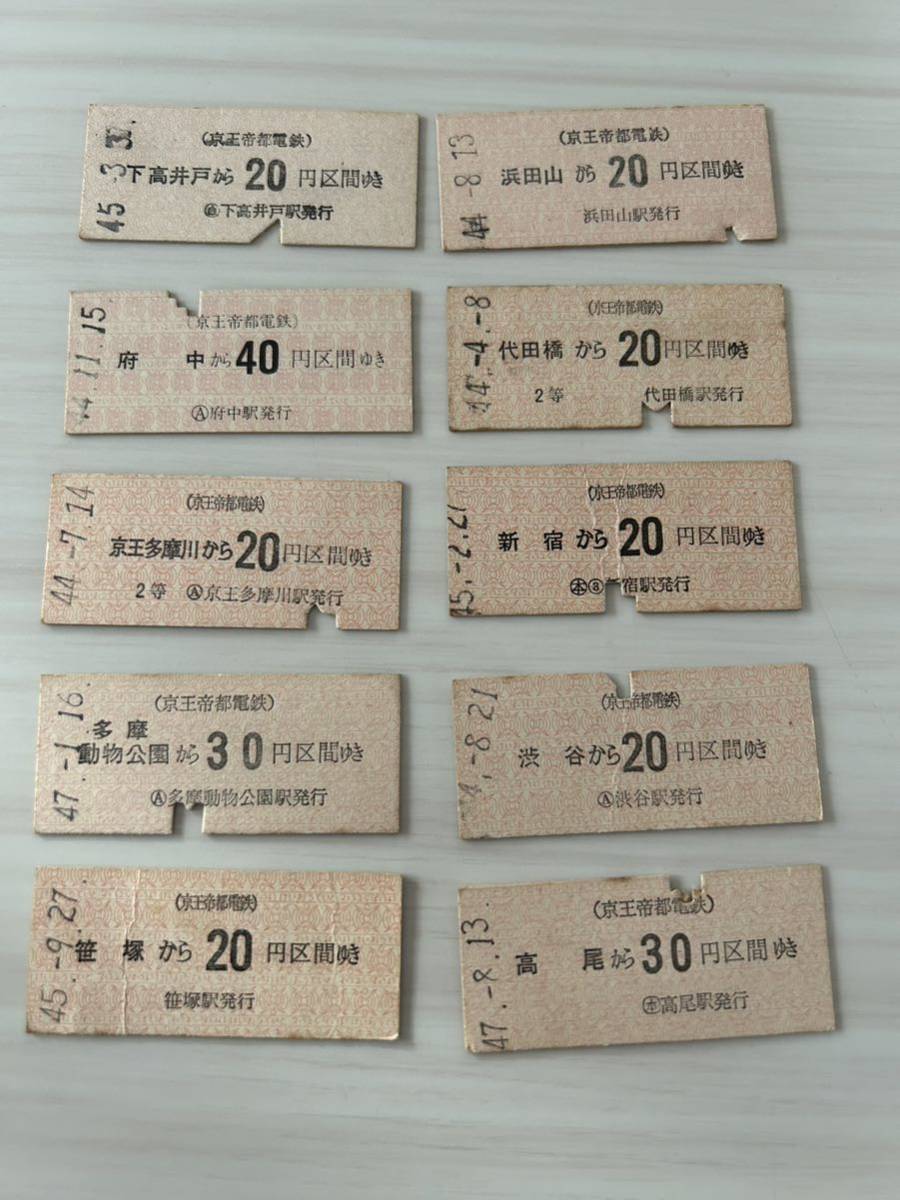 45.-3.-3.
(京王帝都電鉄)
下高井戸から 20 円区間ゆき
下高井戸駅発行
44.-8.13
(京王帝都電鉄)
浜田山から 20 円区間ゆき
浜田山駅発行
44.11.15.
(京王帝都電鉄)
府中から 40 円区間ゆき
Ⓐ府中駅発行
44.-4.-8
(京王帝都電鉄)
代田橋から 20 円区間ゆき
2等 代田橋駅発行
44.-7.14
(京王帝都電鉄)
京王多摩川から 20 円区間ゆき
2等 Ⓐ京王多摩川駅発行
45.-2.21
(京王帝都電鉄)
新宿から 20 円区間ゆき
⑧新宿駅発行
47.-1.16.
(京王帝都電鉄)
多摩
動物公園から 30 円区間ゆき
Ⓐ多摩動物公園駅発行
4.-8.21
(京王帝都電鉄)
渋谷から 20 円区間ゆき
Ⓐ渋谷駅発行
45.-9.27.
(京王帝都電鉄)
笹塚から 20 円区間ゆき
笹塚駅発行
47.-8.13.
(京王帝都電鉄)
高尾から 30 円区間ゆき
高尾駅発行